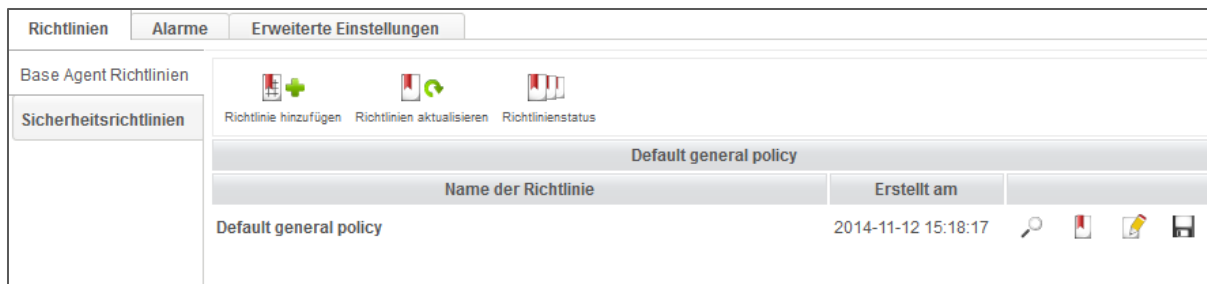 Richtlinien Alarme Erweiterte Einstellungen
Base Agent Richtlinien
Sicherheitsrichtlinien
Richtlinie hinzufügen Richtlinien aktualisieren Richtlinienstatus
Default general policy
Name der Richtlinie Erstellt am
Default general policy 2014-11-12 15:18:17